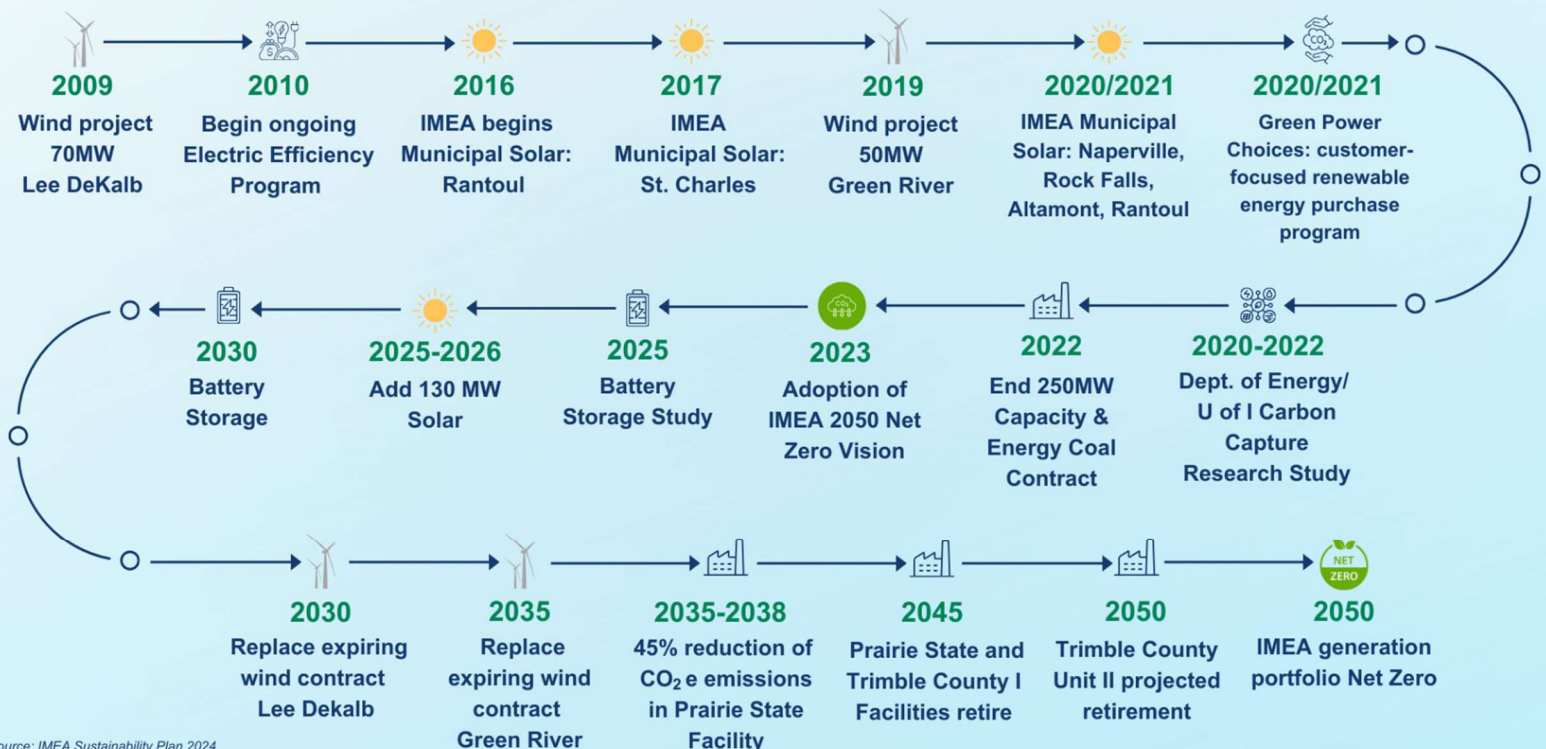 2009
Wind project
70MW
Lee DeKalb
2010
Begin ongoing
Electric Efficiency
Program
2016
IMEA begins
Municipal Solar:
Rantoul
2017
IMEA
Municipal Solar:
St. Charles
2019
Wind project
50MW
Green River
2020/2021
IMEA Municipal
Solar: Naperville,
Rock Falls,
Altamont, Rantoul
2020/2021
Green Power
Choices: customer-
focused renewable
energy purchase
program
2020-2022
Dept. of Energy/
U of I Carbon
Capture
Research Study
2022
End 250MW
Capacity &
Energy Coal
Contract
2023
Adoption of
IMEA 2050 Net
Zero Vision
2025
Battery
Storage Study
2025-2026
Add 130 MW
Solar
2030
Battery
Storage
2030
Replace expiring
wind contract
Lee Dekalb
2035
Replace
expiring wind
contract
Green River
2035-2038
45% reduction of
CO₂ e emissions
in Prairie State
Facility
2045
Prairie State and
Trimble County I
Facilities retire
2050
Trimble County
Unit II projected
retirement
NET
ZERO
2050
IMEA generation
portfolio Net Zero
IMEA Sustainability Plan 2024